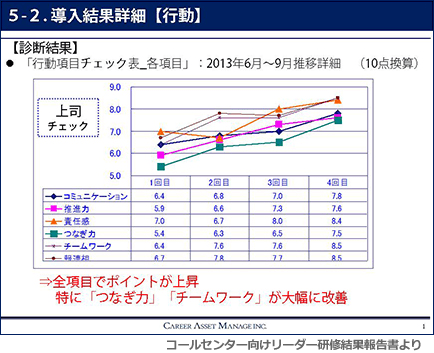 5-2.導入結果詳細【行動】
【診断結果】
● 「行動項目チェック表_各項目」:2013年6月~9月推移詳細 (10点換算)
上司
チェック
9.0
8.0
7.0
6.0
5.0
1回目 2回目 3回目 4回目
コミュニケーション 6.4 6.8 7.0 7.8
推進力 5.9 6.6 7.3 7.6
責任感 7.0 6.7 8.0 8.4
つなぎ力 5.4 6.3 6.5 7.5
チームワーク 6.4 7.6 7.6 8.5
報連相 6.7 7.8 7.7 8.5
⇒全項目でポイントが上昇
特に「つなぎ力」「チームワーク」が大幅に改善
CAREER ASSET MANAGE INC. 1
コールセンター向けリーダー研修結果報告書より